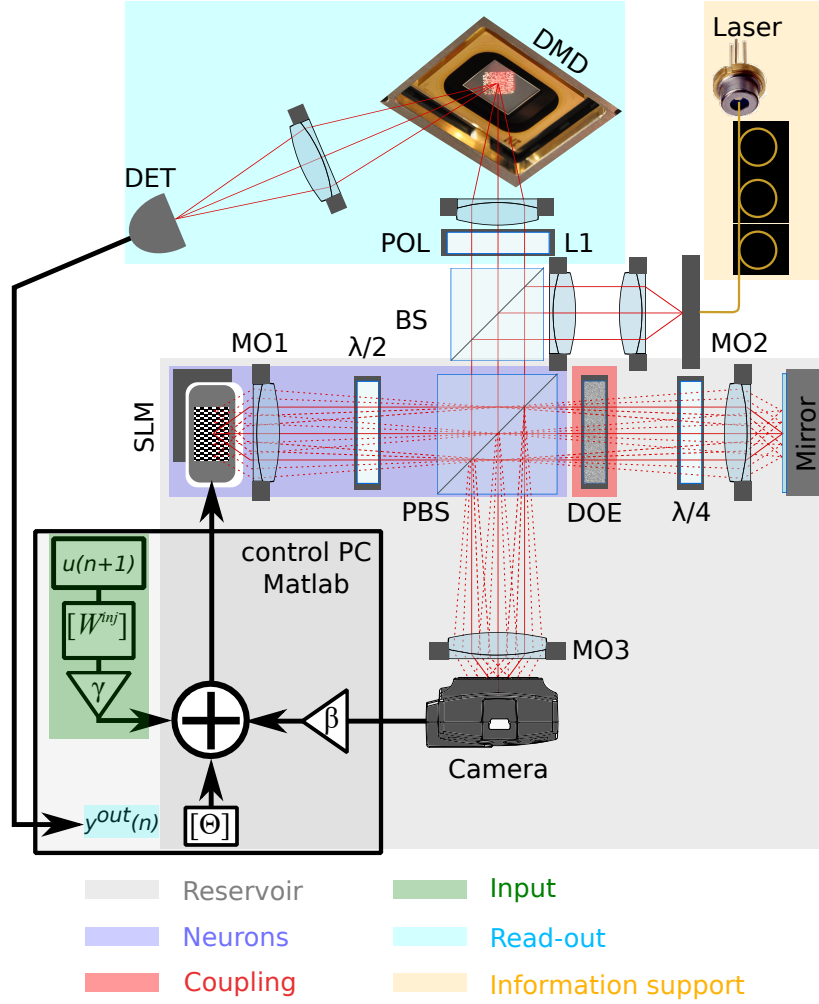 Laser
DMD
DET
POL
L1
BS
MO1
λ/2
MO2
SLM
Mirror
PBS
DOE
λ/4
control PC
Matlab
u(n+1)
[W^inj]
γ
MO3
β
Camera
y^out(n)
[Θ]
Reservoir
Input
Neurons
Read-out
Coupling
Information support